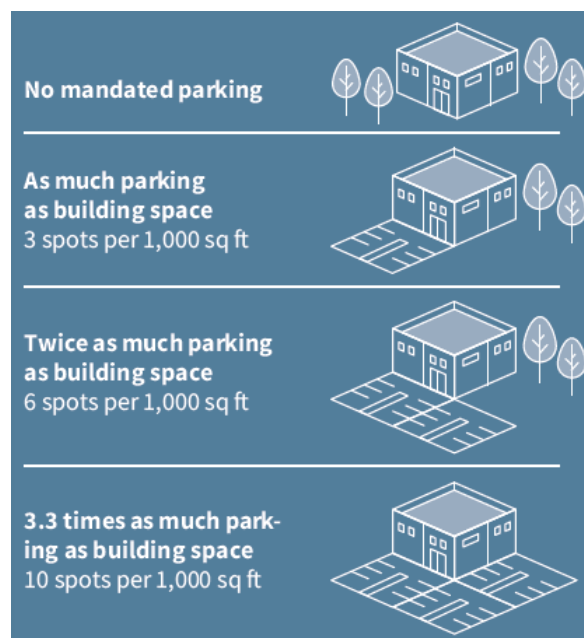 No mandated parking
As much parking
as building space
3 spots per 1,000 sq ft
Twice as much parking
as building space
6 spots per 1,000 sq ft
3.3 times as much park-
ing as building space
10 spots per 1,000 sq ft